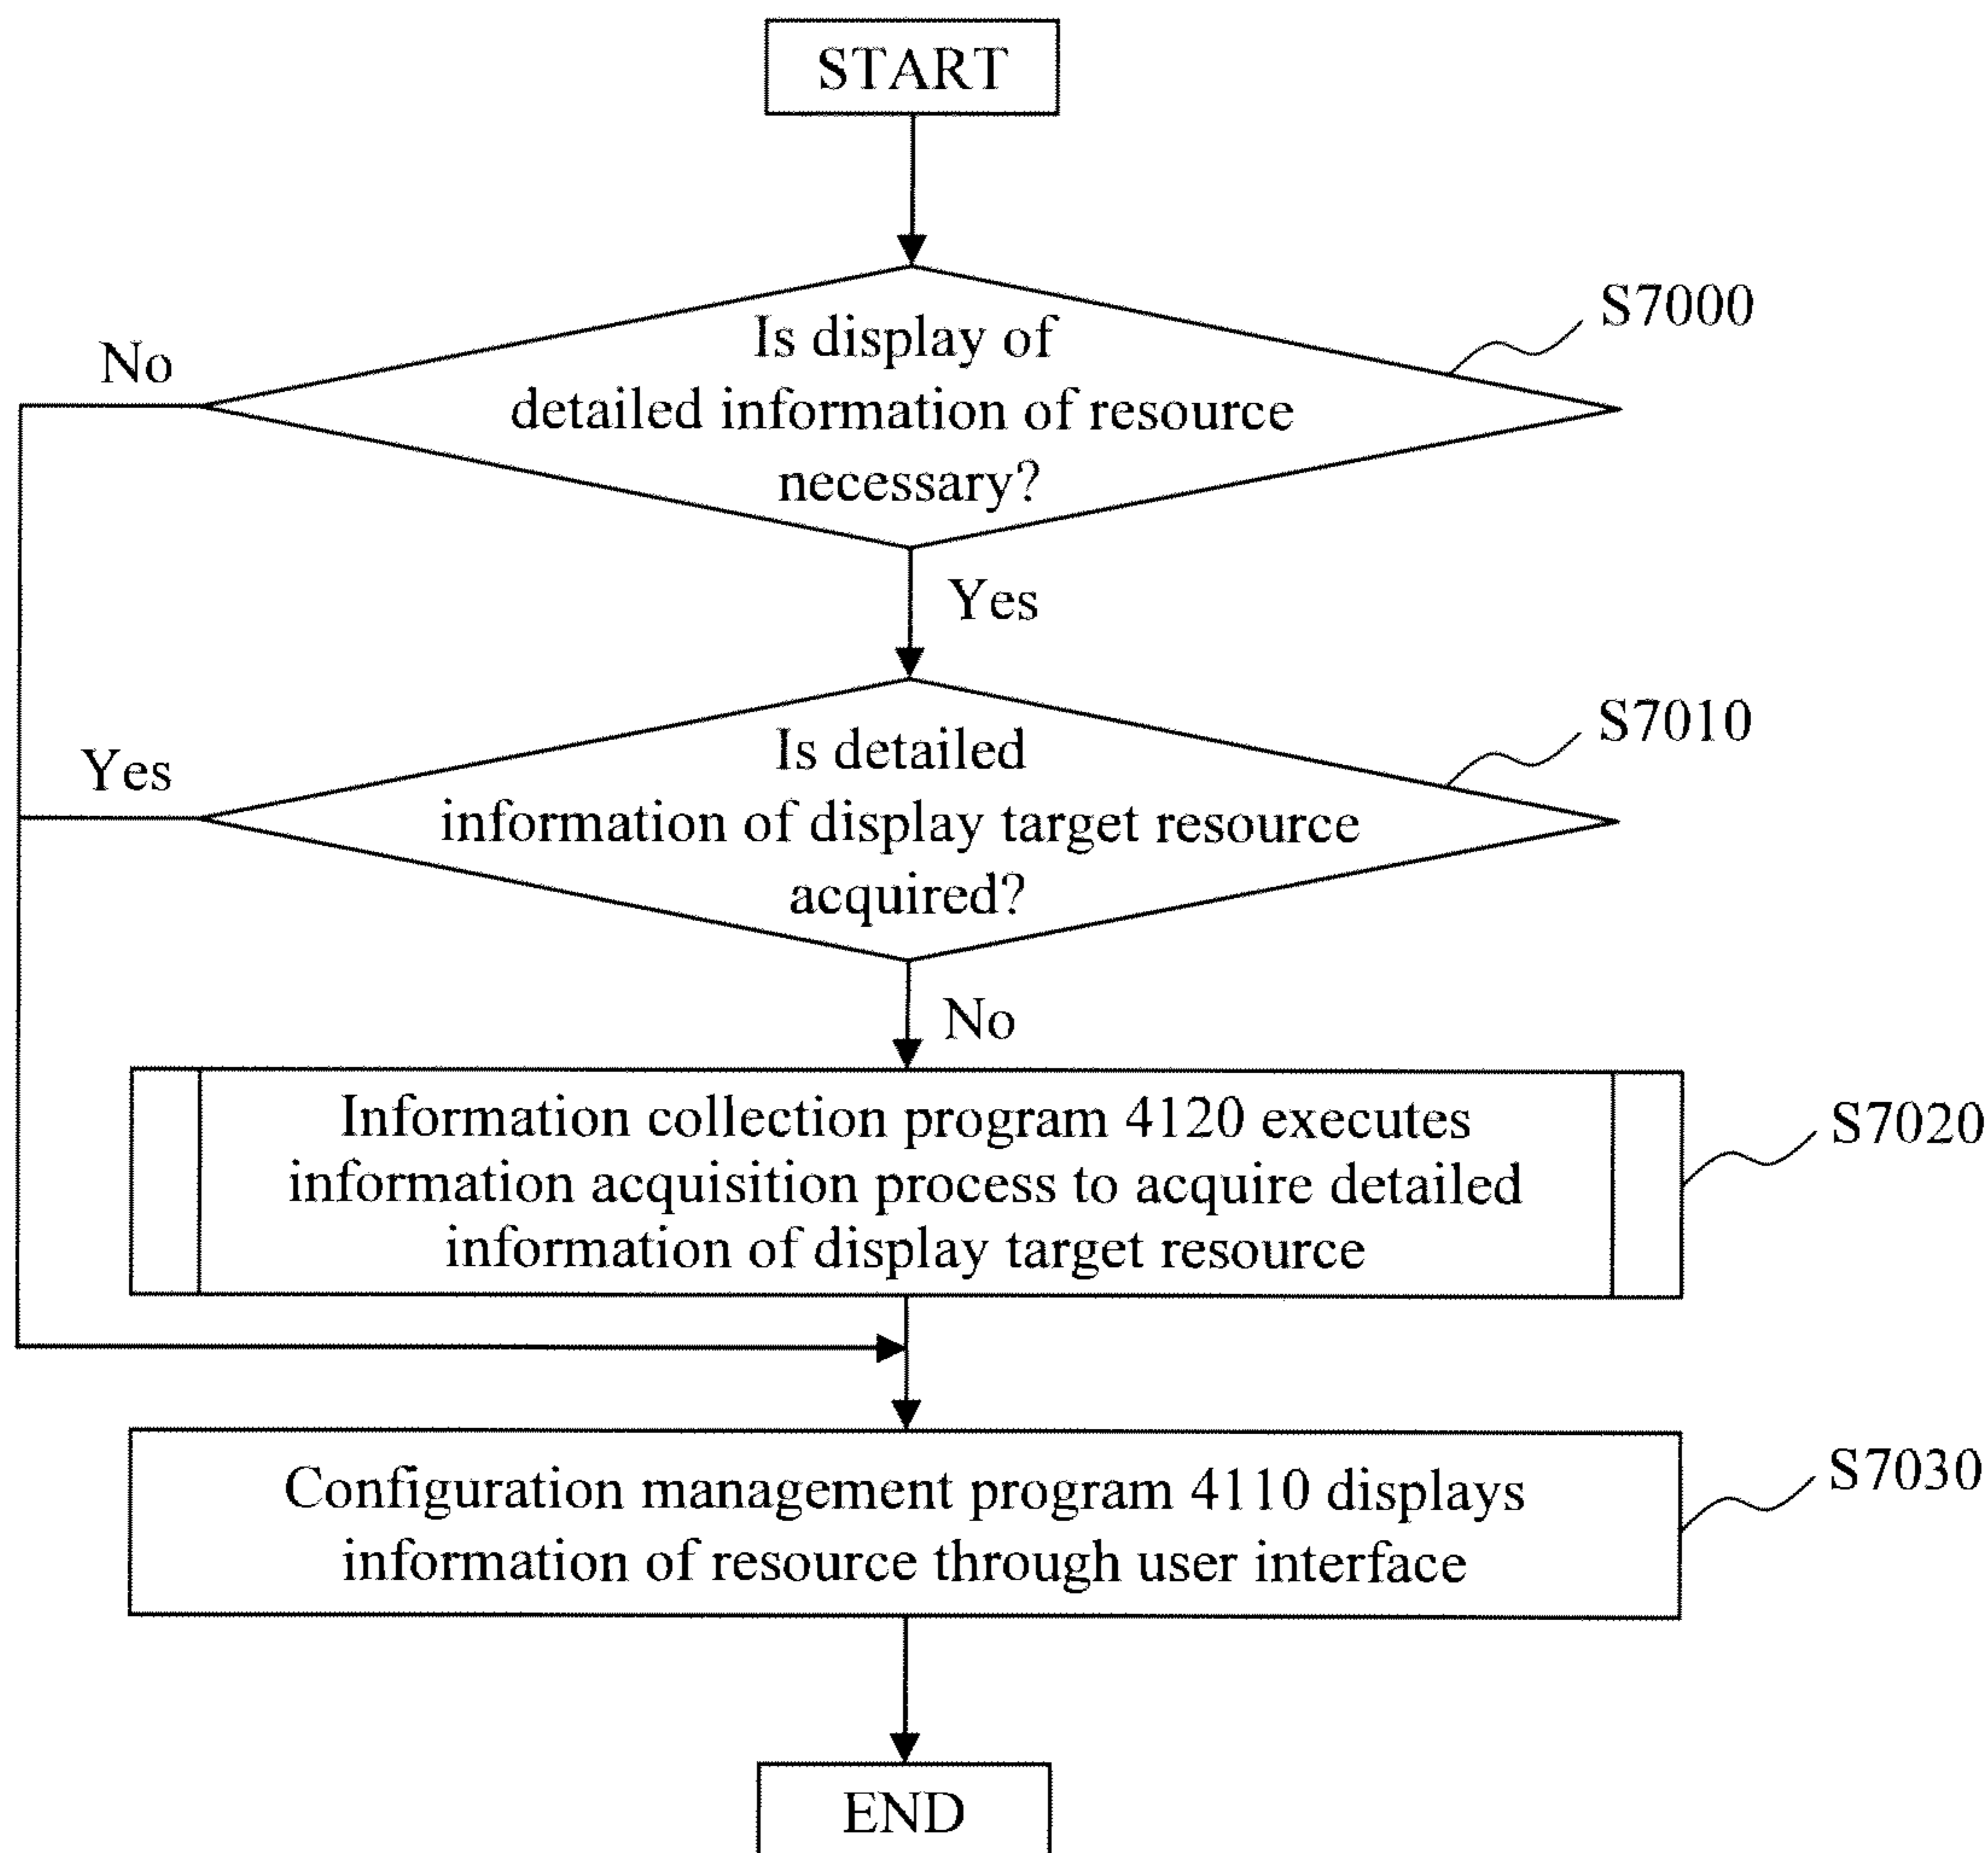 START
S7000
No
Is display of
detailed information of resource
necessary?
Yes
S7010
Yes
Is detailed
information of display target resource
acquired?
No
Information collection program 4120 executes
information acquisition process to acquire detailed
information of display target resource
S7020
Configuration management program 4110 displays
information of resource through user interface
S7030
END